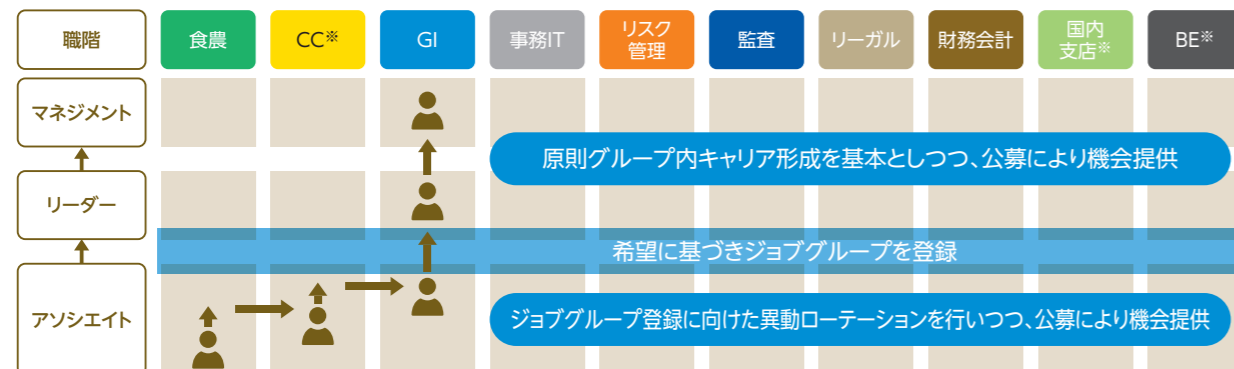 職階
食農
CC※
GI
事務IT
リスク
管理
監査
リーガル
財務会計
国内
支店※
BE※
マネジメント
原則グループ内キャリア形成を基本としつつ、公募により機会提供
リーダー
希望に基づきジョブグループを登録
アソシエイト
ジョブグループ登録に向けた異動ローテーションを行いつつ、公募により機会提供